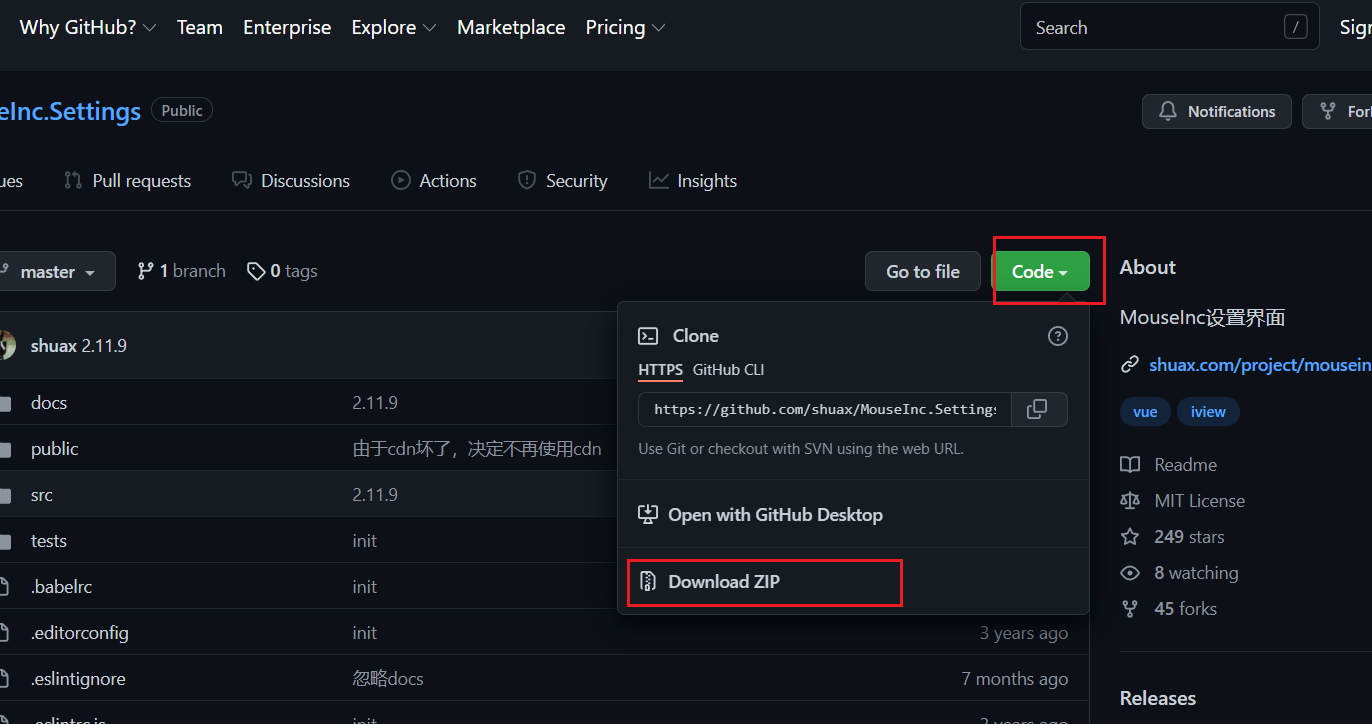 Why GitHub? Team Enterprise Explore Marketplace Pricing Search / Sign
eInc.Settings Public Notifications Fork
ues Pull requests Discussions Actions Security Insights
master 1 branch 0 tags Go to file Code About
MouseInc设置界面
Clone
shuax 2.11.9
HTTPS GitHub CLI
shuax.com/project/mousein
docs 2.11.9
https://github.com/shuax/MouseInc.Settings
vue iview
public 由于cdn坏了，决定不再使用cdn
Use Git or checkout with SVN using the web URL.
Readme
src 2.11.9
MIT License
Open with GitHub Desktop
249 stars
tests init
8 watching
.babelrc init
Download ZIP
45 forks
.editorconfig init 3 years ago
.eslintignore 忽略docs 7 months ago
Releases
.eslintrc.js init 3 years ago